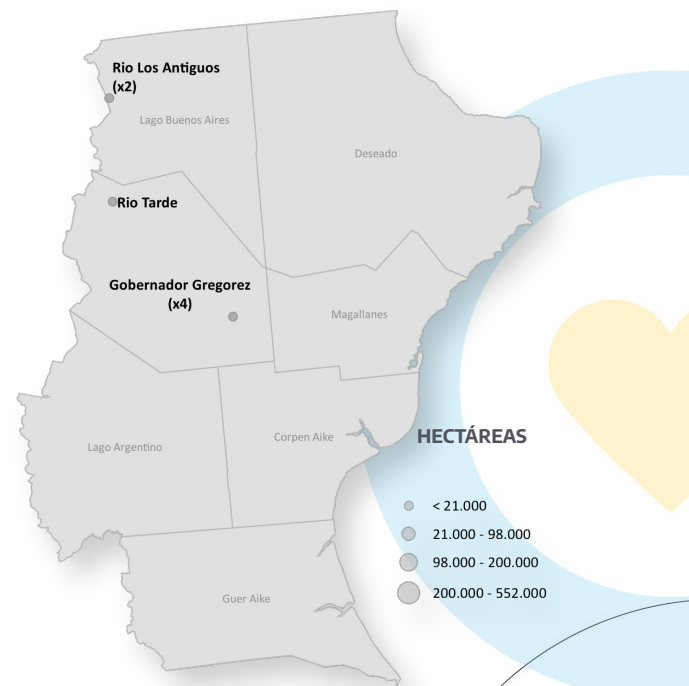 Rio Los Antiguos
(x2)
Lago Buenos Aires
Deseado
Rio Tarde
Gobernador Gregorez
(x4)
Magallanes
Lago Argentino
Corpen Aike
HECTÁREAS
< 21.000
21.000 - 98.000
98.000 - 200.000
200.000 - 552.000
Guer Aike